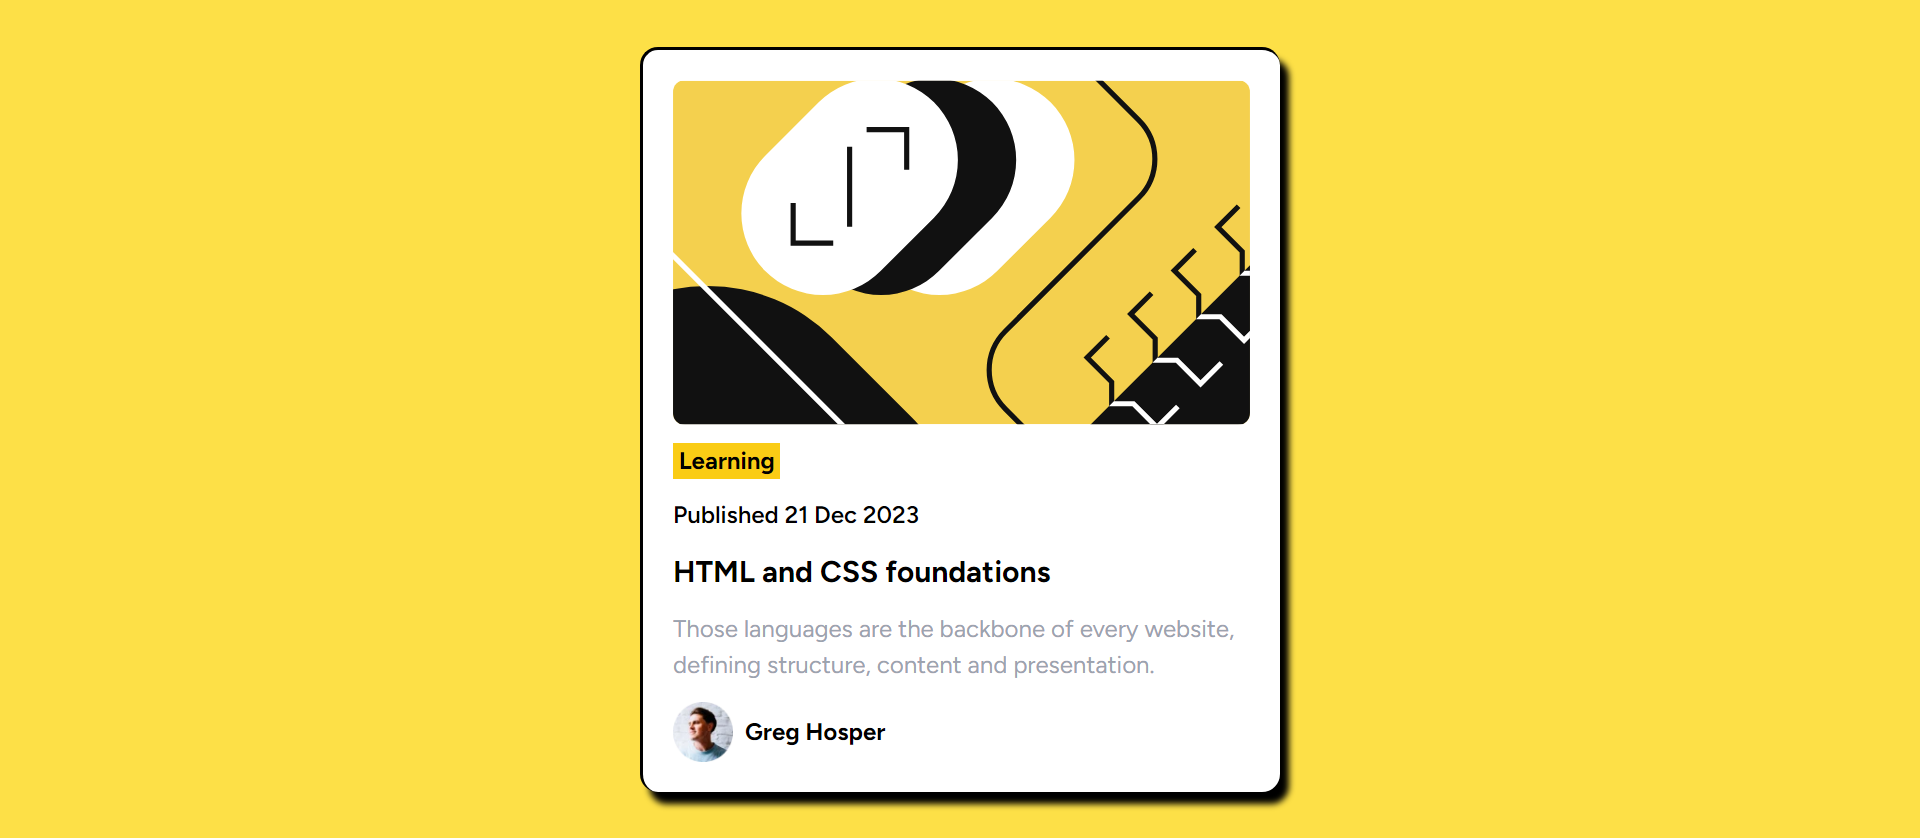 Learning
Published 21 Dec 2023
HTML and CSS foundations
Those languages are the backbone of every website,
defining structure, content and presentation.
Greg Hosper